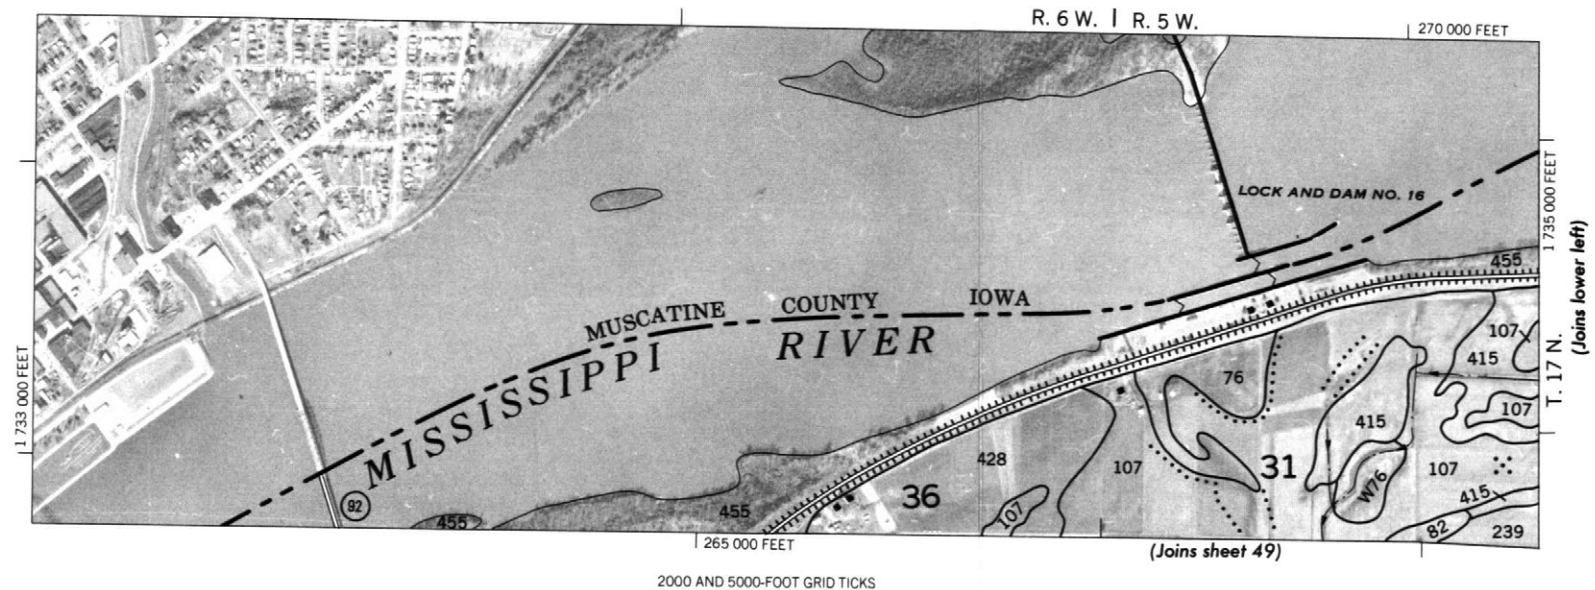 R. 6 W. | R. 5 W.
270 000 FEET
LOCK AND DAM NO. 16
1 735 000 FEET
(Joins lower left)
T. 17 N.
455
MUSCATINE COUNTY IOWA
MISSISSIPPI RIVER
1 733 000 FEET
107
415
76
107
415
428
107
31
107
W76
36
415
92
455
455
107
82
239
265 000 FEET
(Joins sheet 49)
2000 AND 5000-FOOT GRID TICKS